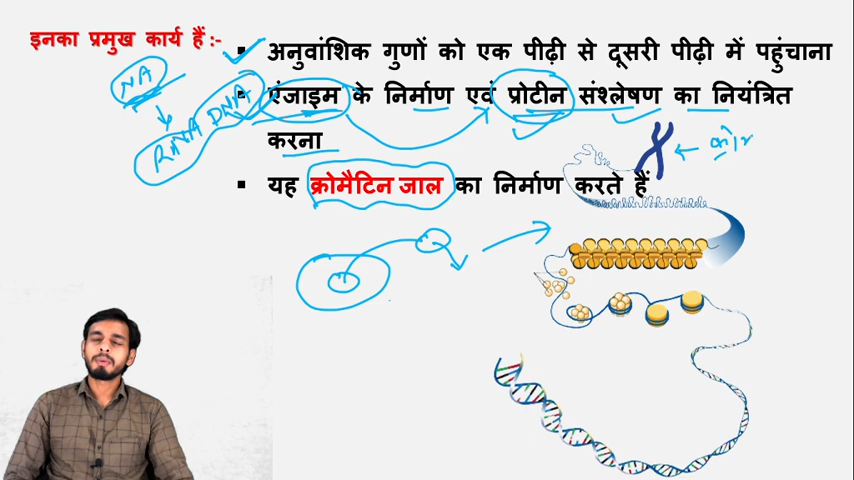 इनका प्रमुख कार्य हैं :-
▪ अनुवांशिक गुणों को एक पीढ़ी से दूसरी पीढ़ी में पहुंचाना
NA
RNA DNA
▪ एंजाइम के निर्माण एवं प्रोटीन संश्लेषण का नियंत्रित
करना
▪ यह क्रोमैटिन जाल का निर्माण करते हैं